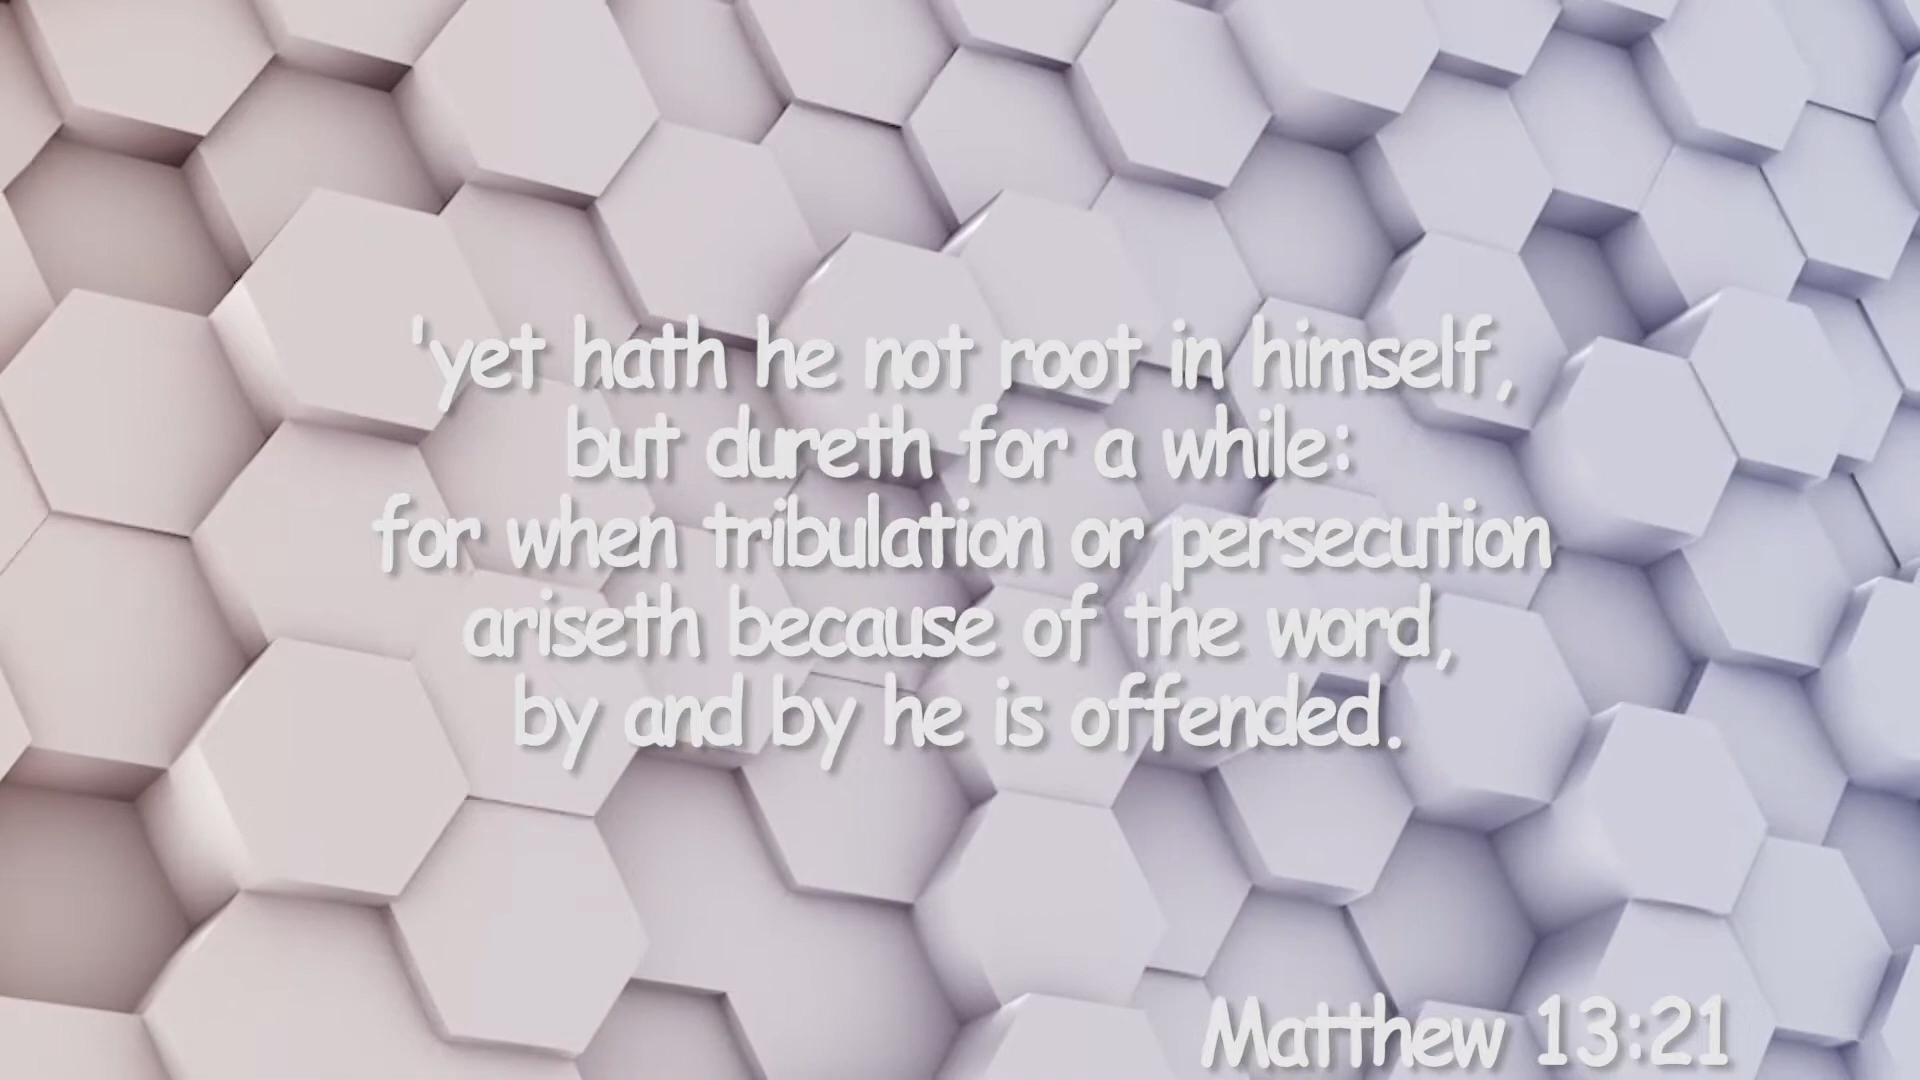 'yet hath he not root in himself,
but dureth for a while:
for when tribulation or persecution
ariseth because of the word,
by and by he is offended.
Matthew 13:21